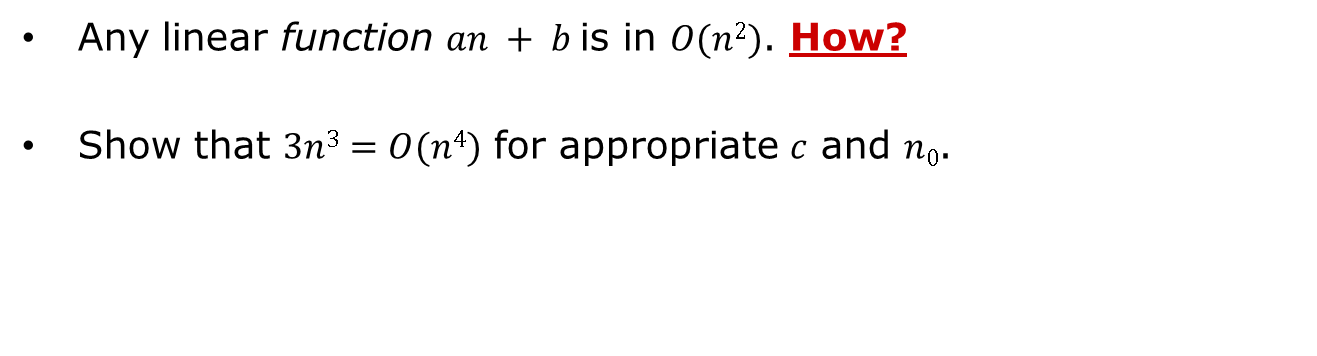 • Any linear function an + b is in O(n²). How?
• Show that 3n³ = O(n⁴) for appropriate c and n₀.